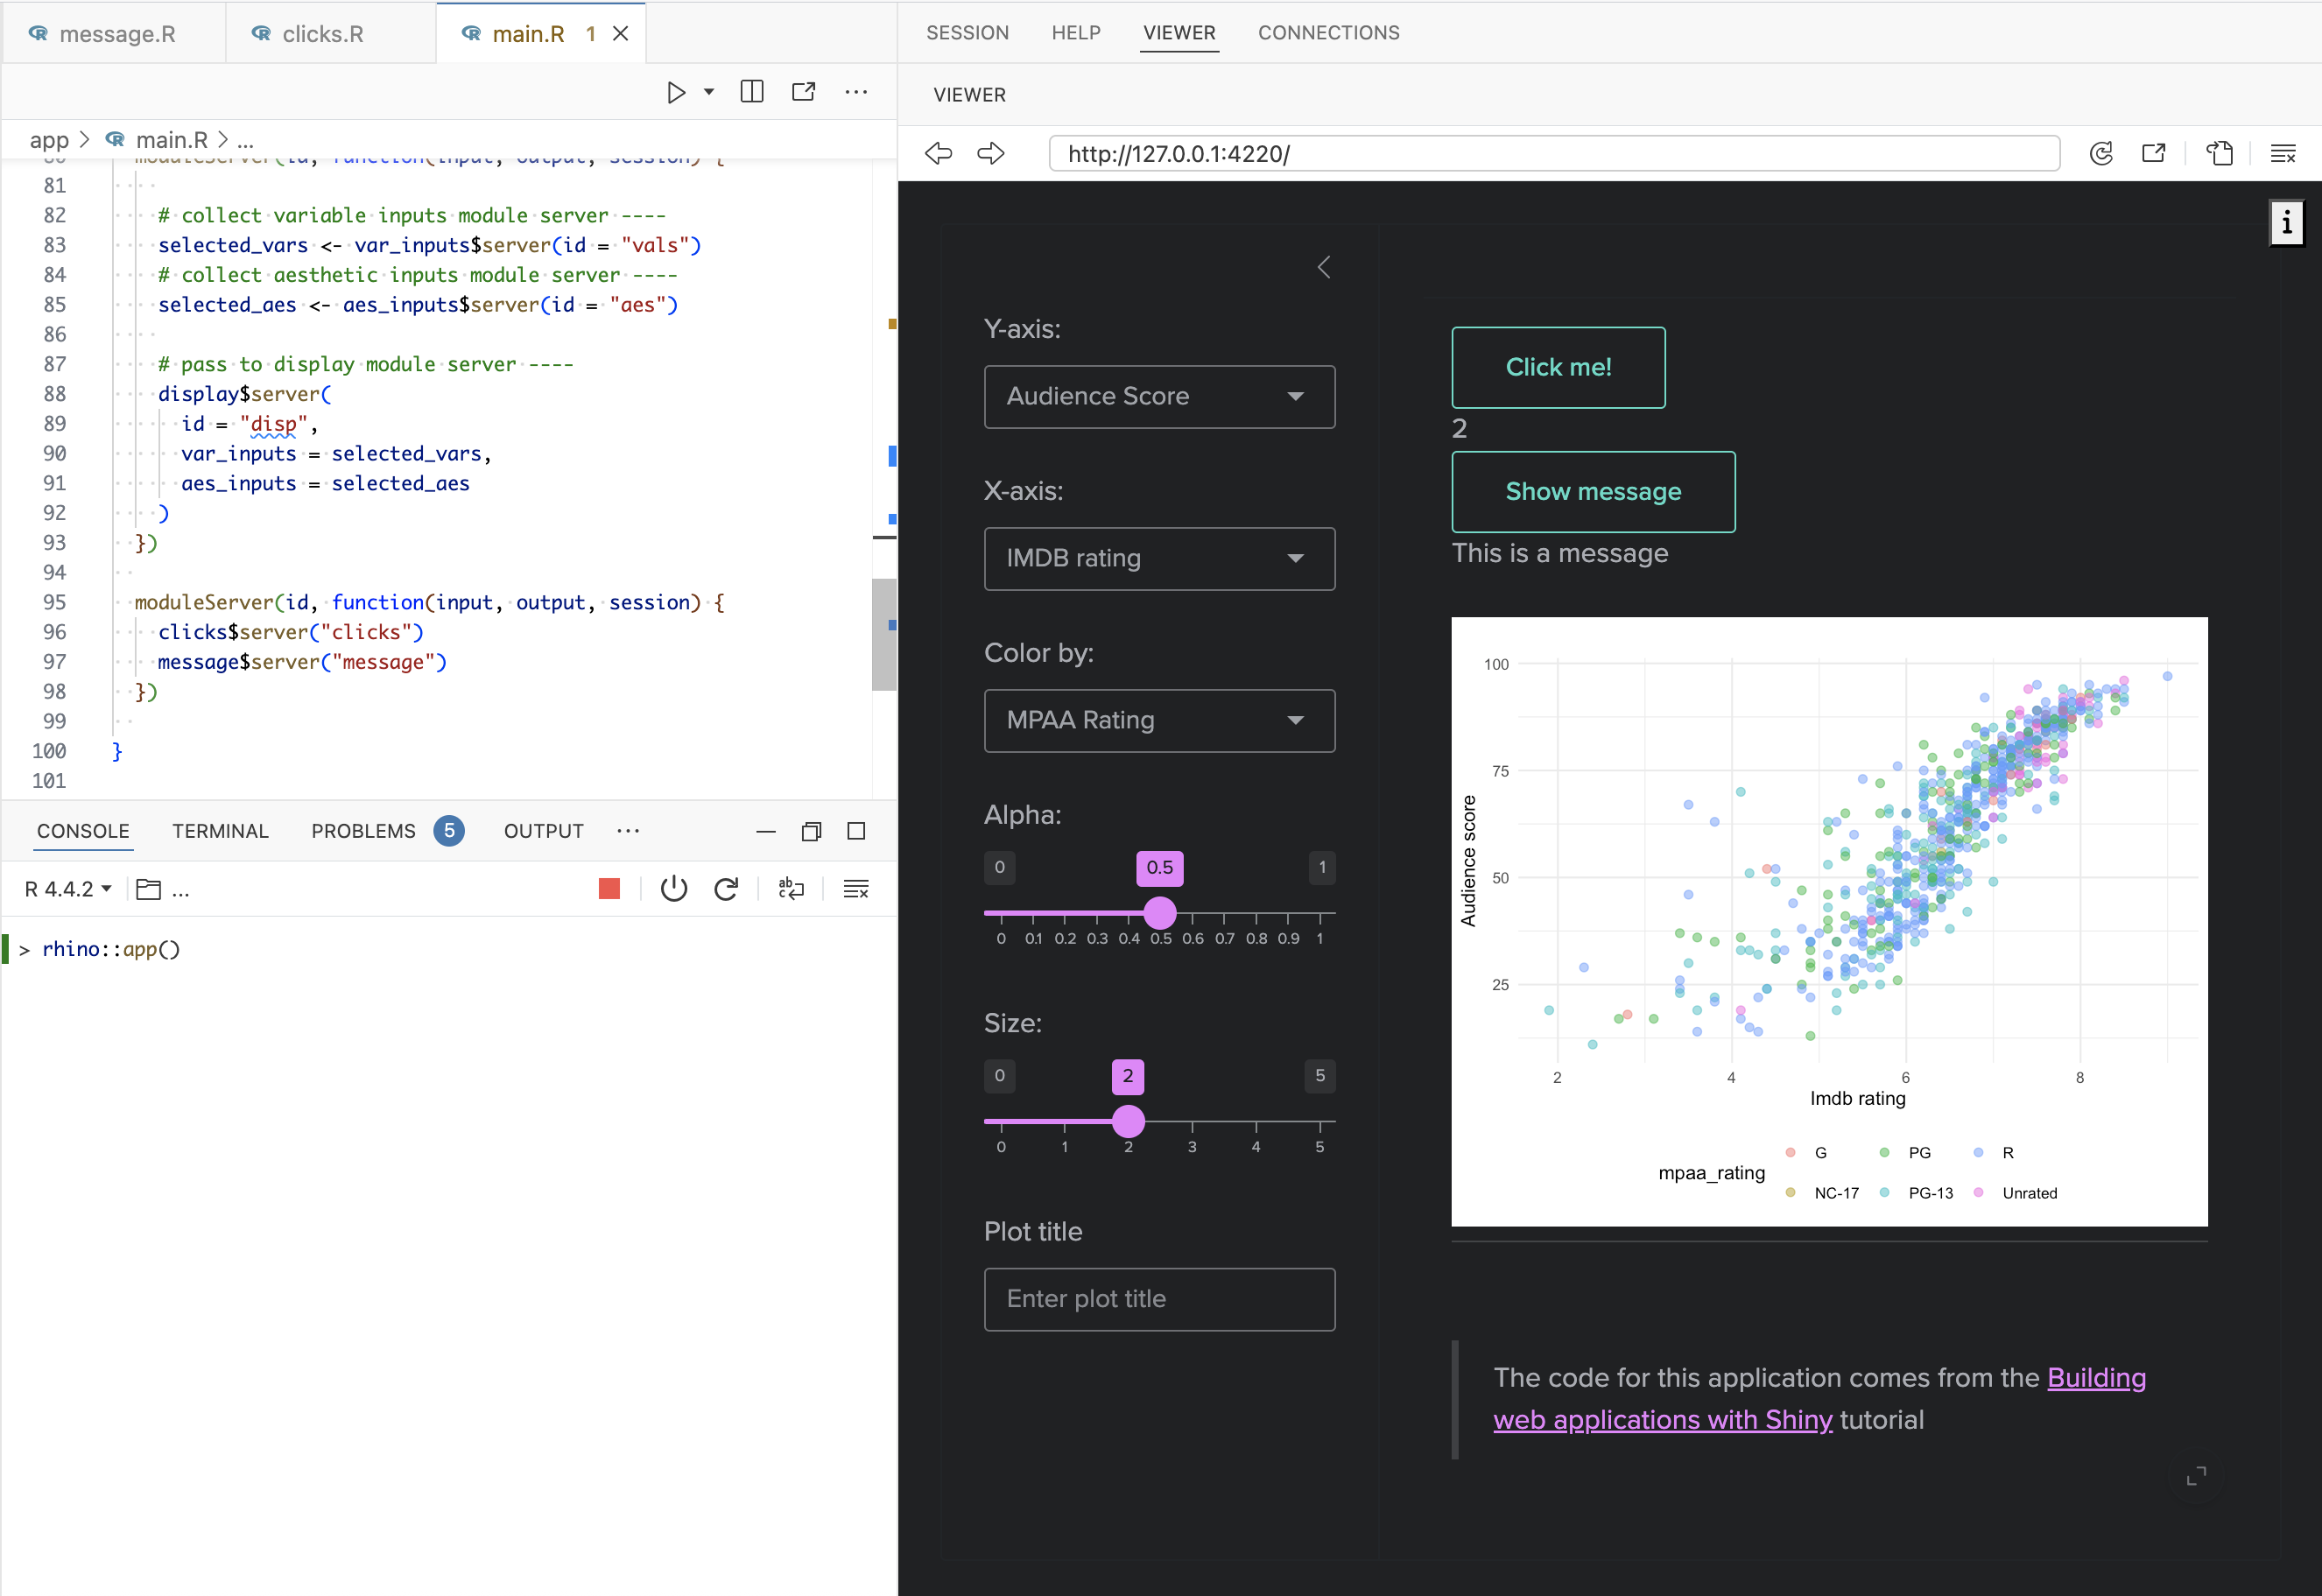 message.R
clicks.R
main.R 1
app > main.R > ...
80 moduleServer(id, function(input, output, session) {
81
82 # collect variable inputs module server ----
83 selected_vars <- var_inputs$server(id = "vals")
84 # collect aesthetic inputs module server ----
85 selected_aes <- aes_inputs$server(id = "aes")
86
87 # pass to display module server ----
88 display$server(
89 id = "disp",
90 var_inputs = selected_vars,
91 aes_inputs = selected_aes
92 )
93 })
94
95 moduleServer(id, function(input, output, session) {
96 clicks$server("clicks")
97 message$server("message")
98 })
99
100 }
101
CONSOLE TERMINAL PROBLEMS 5 OUTPUT ...
R 4.4.2 ...
> rhino::app()
SESSION HELP VIEWER CONNECTIONS
VIEWER
http://127.0.0.1:4220/
i
Y-axis:
Audience Score
X-axis:
IMDB rating
Color by:
MPAA Rating
Alpha:
0 0.5 1
0 0.1 0.2 0.3 0.4 0.5 0.6 0.7 0.8 0.9 1
Size:
0 2 5
0 1 2 3 4 5
Plot title
Enter plot title
Click me!
2
Show message
This is a message
100
75
50
25
Audience score
2 4 6 8
Imdb rating
mpaa_rating
G PG R
NC-17 PG-13 Unrated
The code for this application comes from the Building
web applications with Shiny tutorial